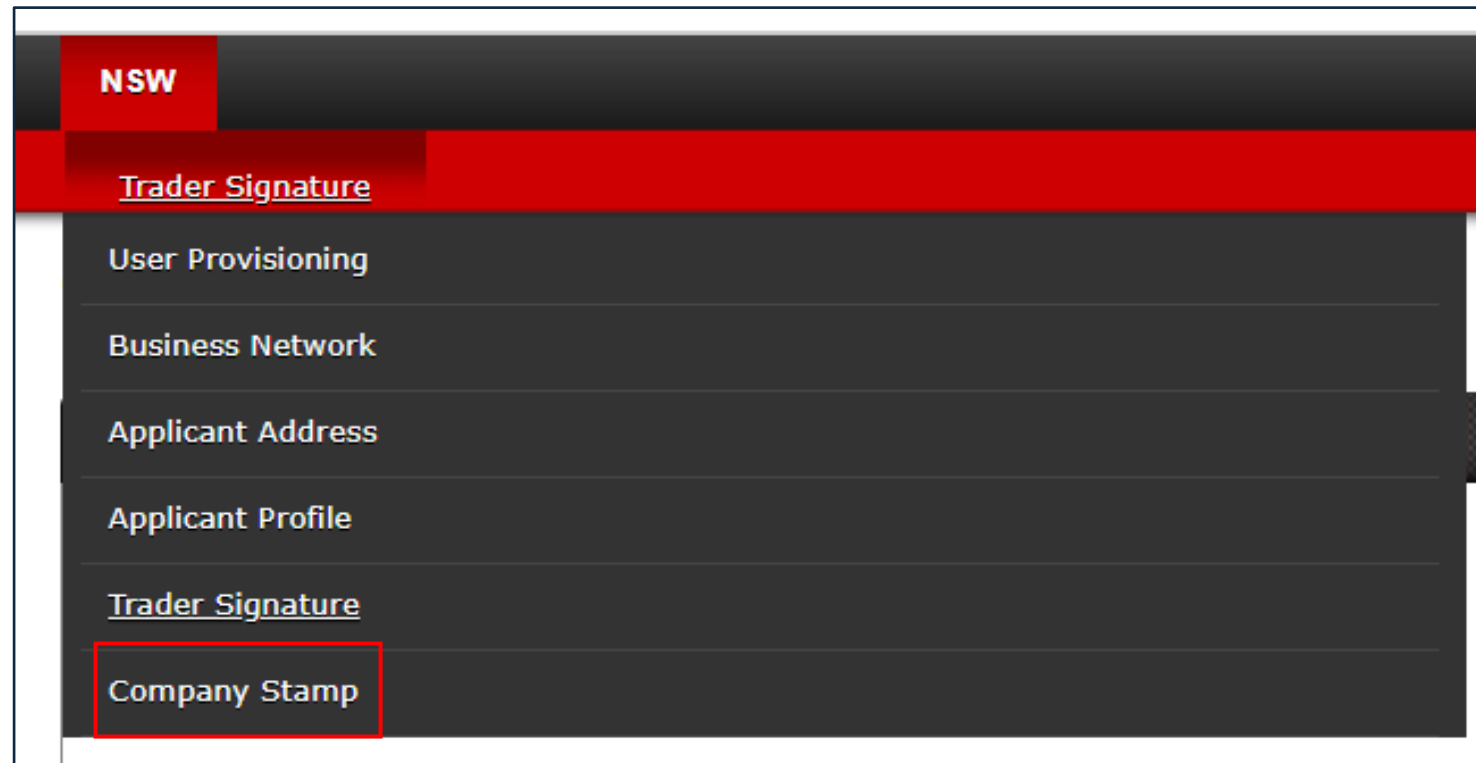 NSW
Trader Signature
User Provisioning
Business Network
Applicant Address
Applicant Profile
Trader Signature
Company Stamp